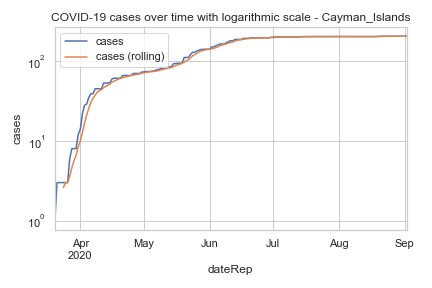 COVID-19 cases over time with logarithmic scale - Cayman_Islands
cases
cases (rolling)
10²
10¹
10⁰
cases
Apr
2020
May
Jun
Jul
Aug
Sep
dateRep